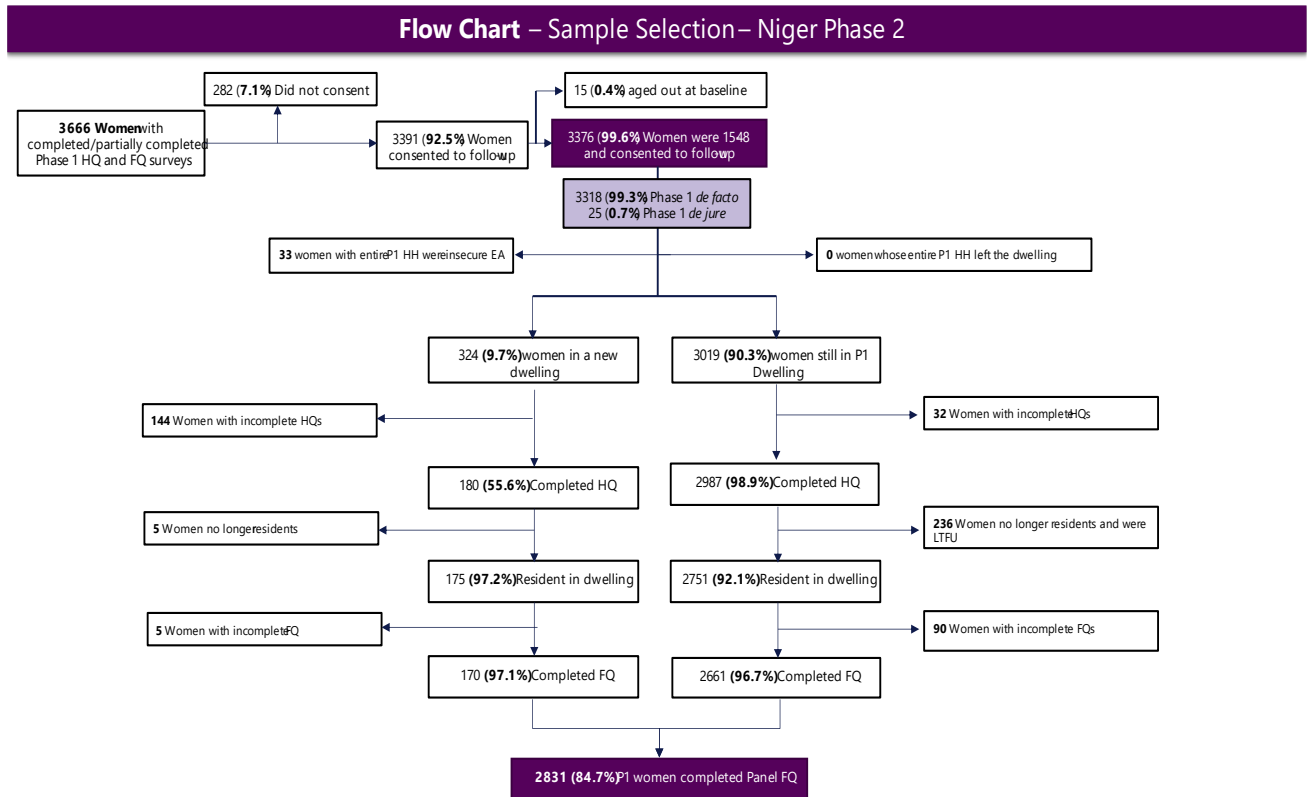 Flow Chart – Sample Selection – Niger Phase 2
282 (7.1%) Did not consent
15 (0.4%) aged out at baseline
3666 Women with
completed/partially completed
Phase 1 HQ and FQ surveys
3391 (92.5%) Women
consented to follow-up
3376 (99.6%) Women were 1548
and consented to follow-up
3318 (99.3%) Phase 1 de facto
25 (0.7%) Phase 1 de jure
33 women with entire P1 HH were insecure EA
0 women whose entire P1 HH left the dwelling
324 (9.7%) women in a new
dwelling
3019 (90.3%) women still in P1
Dwelling
144 Women with incomplete HQs
32 Women with incomplete HQs
180 (55.6%) Completed HQ
2987 (98.9%) Completed HQ
5 Women no longer residents
236 Women no longer residents and were
LTFU
175 (97.2%) Resident in dwelling
2751 (92.1%) Resident in dwelling
5 Women with incomplete FQ
90 Women with incomplete FQs
170 (97.1%) Completed FQ
2661 (96.7%) Completed FQ
2831 (84.7%) P1 women completed Panel FQ